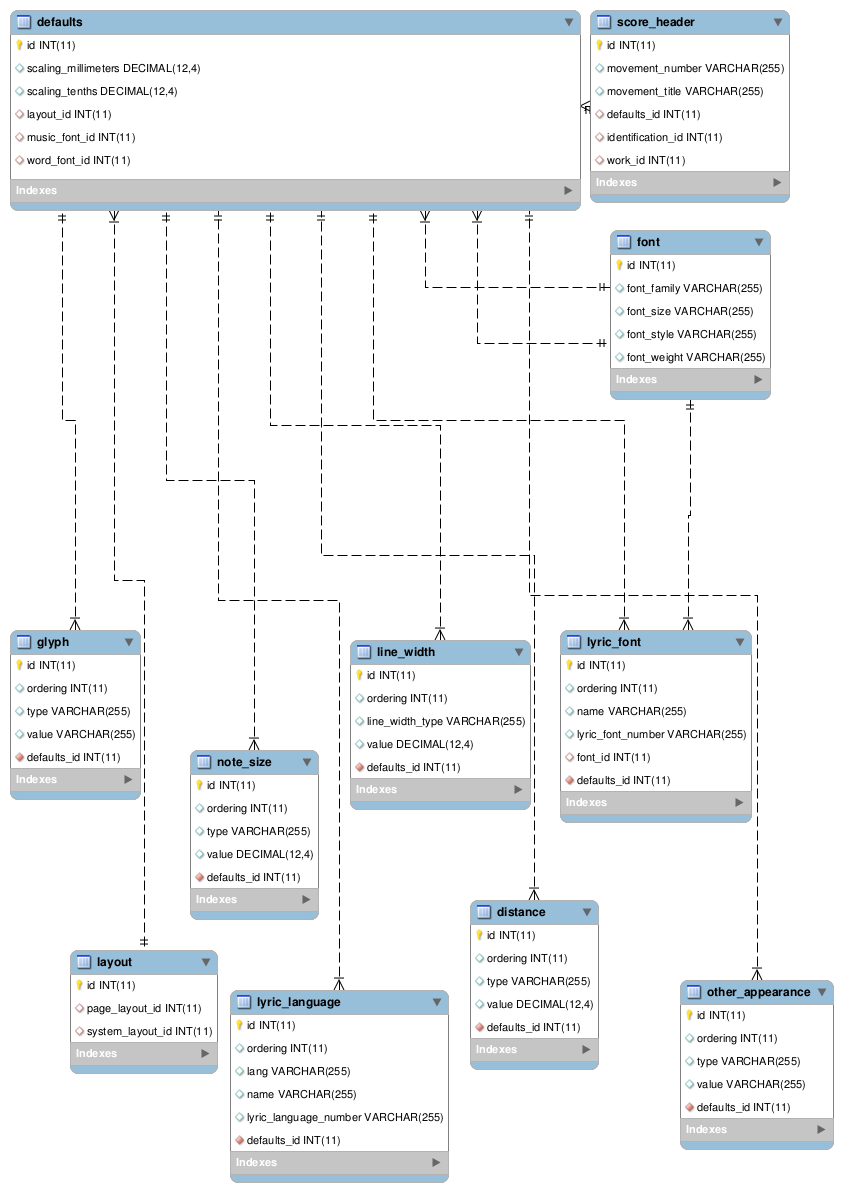 defaults
id INT(11)
scaling_millimeters DECIMAL(12,4)
scaling_tenths DECIMAL(12,4)
layout_id INT(11)
music_font_id INT(11)
word_font_id INT(11)
Indexes
score_header
id INT(11)
movement_number VARCHAR(255)
movement_title VARCHAR(255)
defaults_id INT(11)
identification_id INT(11)
work_id INT(11)
Indexes
font
id INT(11)
font_family VARCHAR(255)
font_size VARCHAR(255)
font_style VARCHAR(255)
font_weight VARCHAR(255)
Indexes
glyph
id INT(11)
ordering INT(11)
type VARCHAR(255)
value VARCHAR(255)
defaults_id INT(11)
Indexes
note_size
id INT(11)
ordering INT(11)
type VARCHAR(255)
value DECIMAL(12,4)
defaults_id INT(11)
Indexes
line_width
id INT(11)
ordering INT(11)
line_width_type VARCHAR(255)
value DECIMAL(12,4)
defaults_id INT(11)
Indexes
lyric_font
id INT(11)
ordering INT(11)
name VARCHAR(255)
lyric_font_number VARCHAR(255)
font_id INT(11)
defaults_id INT(11)
Indexes
layout
id INT(11)
page_layout_id INT(11)
system_layout_id INT(11)
Indexes
lyric_language
id INT(11)
ordering INT(11)
lang VARCHAR(255)
name VARCHAR(255)
lyric_language_number VARCHAR(255)
defaults_id INT(11)
Indexes
distance
id INT(11)
ordering INT(11)
type VARCHAR(255)
value DECIMAL(12,4)
defaults_id INT(11)
Indexes
other_appearance
id INT(11)
ordering INT(11)
type VARCHAR(255)
value VARCHAR(255)
defaults_id INT(11)
Indexes